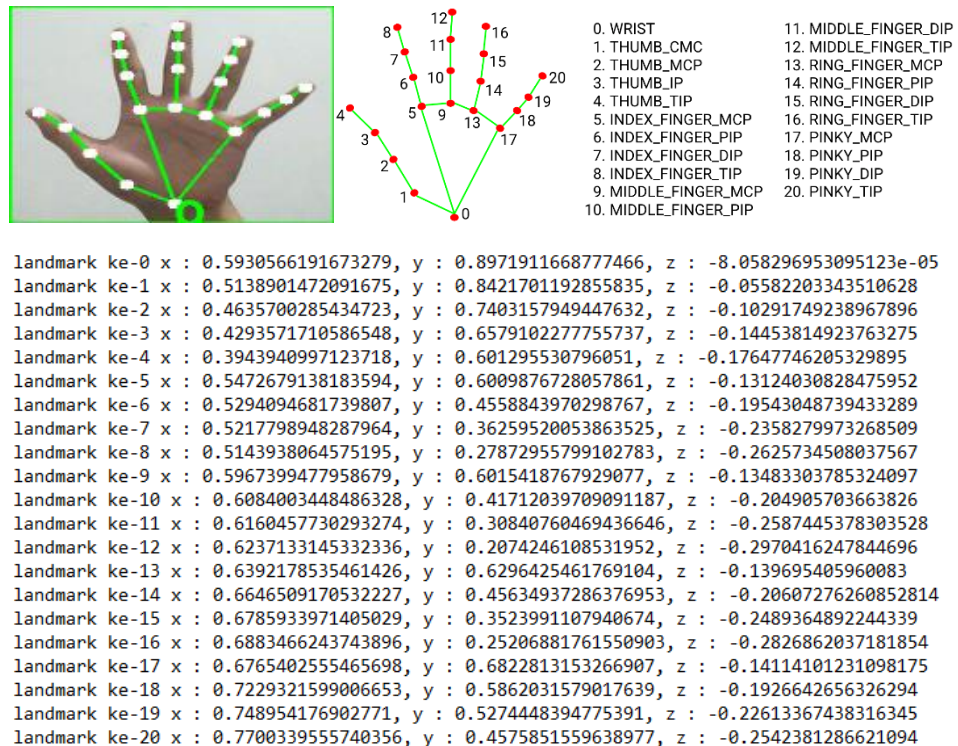 12
8
16
11
7
15
20
6
10
14
19
4
5
9
13
18
3
17
2
1
0
0. WRIST
1. THUMB_CMC
2. THUMB_MCP
3. THUMB_IP
4. THUMB_TIP
5. INDEX_FINGER_MCP
6. INDEX_FINGER_PIP
7. INDEX_FINGER_DIP
8. INDEX_FINGER_TIP
9. MIDDLE_FINGER_MCP
10. MIDDLE_FINGER_PIP
11. MIDDLE_FINGER_DIP
12. MIDDLE_FINGER_TIP
13. RING_FINGER_MCP
14. RING_FINGER_PIP
15. RING_FINGER_DIP
16. RING_FINGER_TIP
17. PINKY_MCP
18. PINKY_PIP
19. PINKY_DIP
20. PINKY_TIP
landmark ke-0 x : 0.5930566191673279, y : 0.8971911668777466, z : -8.058296953095123e-05
landmark ke-1 x : 0.5138901472091675, y : 0.8421701192855835, z : -0.05582203343510628
landmark ke-2 x : 0.4635700285434723, y : 0.7403157949447632, z : -0.10291749238967896
landmark ke-3 x : 0.4293571710586548, y : 0.6579102277755737, z : -0.14453814923763275
landmark ke-4 x : 0.3943940997123718, y : 0.601295530796051, z : -0.17647746205329895
landmark ke-5 x : 0.5472679138183594, y : 0.6009876728057861, z : -0.13124030828475952
landmark ke-6 x : 0.5294094681739807, y : 0.4558843970298767, z : -0.19543048739433289
landmark ke-7 x : 0.5217798948287964, y : 0.36259520053863525, z : -0.2358279973268509
landmark ke-8 x : 0.5143938064575195, y : 0.27872955799102783, z : -0.2625734508037567
landmark ke-9 x : 0.5967399477958679, y : 0.60154187679​29077, z : -0.13483303785324097
landmark ke-10 x : 0.6084003448486328, y : 0.41712039709091187, z : -0.204905703663826
landmark ke-11 x : 0.6160457730293274, y : 0.30840760469436646, z : -0.2587445378303528
landmark ke-12 x : 0.6237133145332336, y : 0.2074246108531952, z : -0.2970416247844696
landmark ke-13 x : 0.6392178535461426, y : 0.6296425461769104, z : -0.139695405960083
landmark ke-14 x : 0.6646509170532227, y : 0.45634937286376953, z : -0.20607276260852814
landmark ke-15 x : 0.6785933971405029, y : 0.3523991107940674, z : -0.2489364892244339
landmark ke-16 x : 0.6883466243743896, y : 0.25206881761550903, z : -0.2826862037181854
landmark ke-17 x : 0.6765402555465698, y : 0.6822813153266907, z : -0.14114101231098175
landmark ke-18 x : 0.7229321599006653, y : 0.5862031579017639, z : -0.1926642656326294
landmark ke-19 x : 0.748954176902771, y : 0.5274448394775391, z : -0.22613367438316345
landmark ke-20 x : 0.7700339555740356, y : 0.4575851559638977, z : -0.2542381286621094